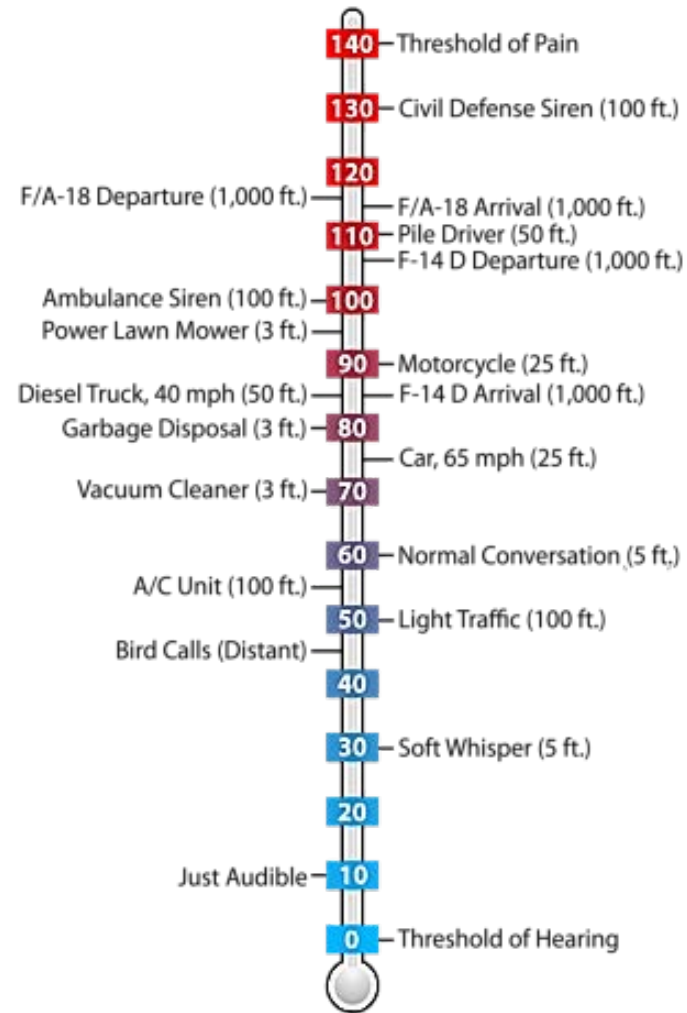 140 Threshold of Pain
130 Civil Defense Siren (100 ft.)
120
F/A-18 Departure (1,000 ft.)
F/A-18 Arrival (1,000 ft.)
110 Pile Driver (50 ft.)
F-14 D Departure (1,000 ft.)
Ambulance Siren (100 ft.) 100
Power Lawn Mower (3 ft.)
90 Motorcycle (25 ft.)
Diesel Truck, 40 mph (50 ft.) F-14 D Arrival (1,000 ft.)
Garbage Disposal (3 ft.) 80
Car, 65 mph (25 ft.)
Vacuum Cleaner (3 ft.) 70
60 Normal Conversation (5 ft.)
A/C Unit (100 ft.)
50 Light Traffic (100 ft.)
Bird Calls (Distant)
40
30 Soft Whisper (5 ft.)
20
Just Audible 10
0 Threshold of Hearing